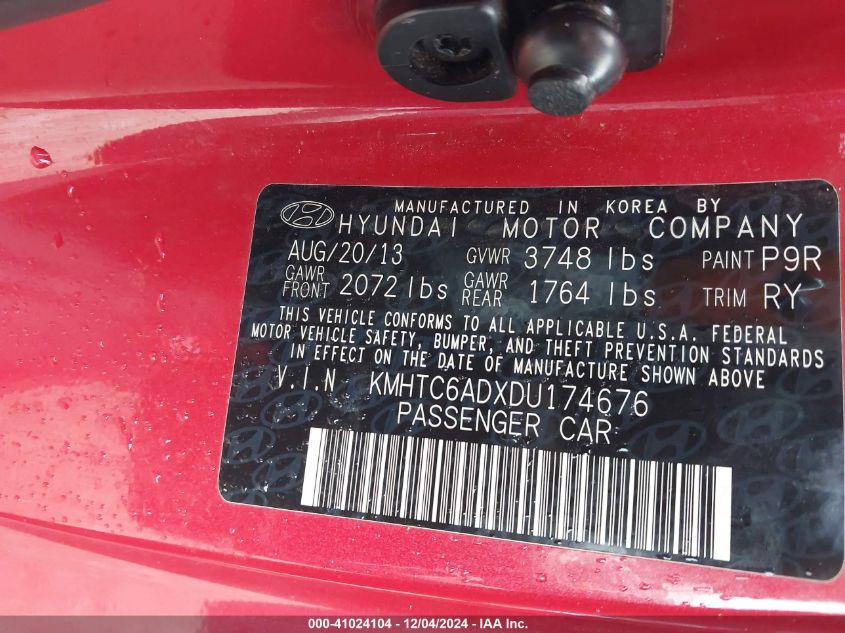 MANUFACTURED IN KOREA BY
HYUNDAI MOTOR COMPANY
AUG/20/13 GVWR 3748 lbs PAINT P9R
GAWR FRONT 2072 lbs GAWR REAR 1764 lbs. TRIM RY
THIS VEHICLE CONFORMS TO ALL APPLICABLE U.S.A. FEDERAL
MOTOR VEHICLE SAFETY, BUMPER, AND THEFT PREVENTION STANDARDS
IN EFFECT ON THE DATE OF MANUFACTURE SHOWN ABOVE
V.I.N KMHTC6ADXDU174676
PASSENGER CAR
000-41024104 - 12/04/2024 - IAA Inc.